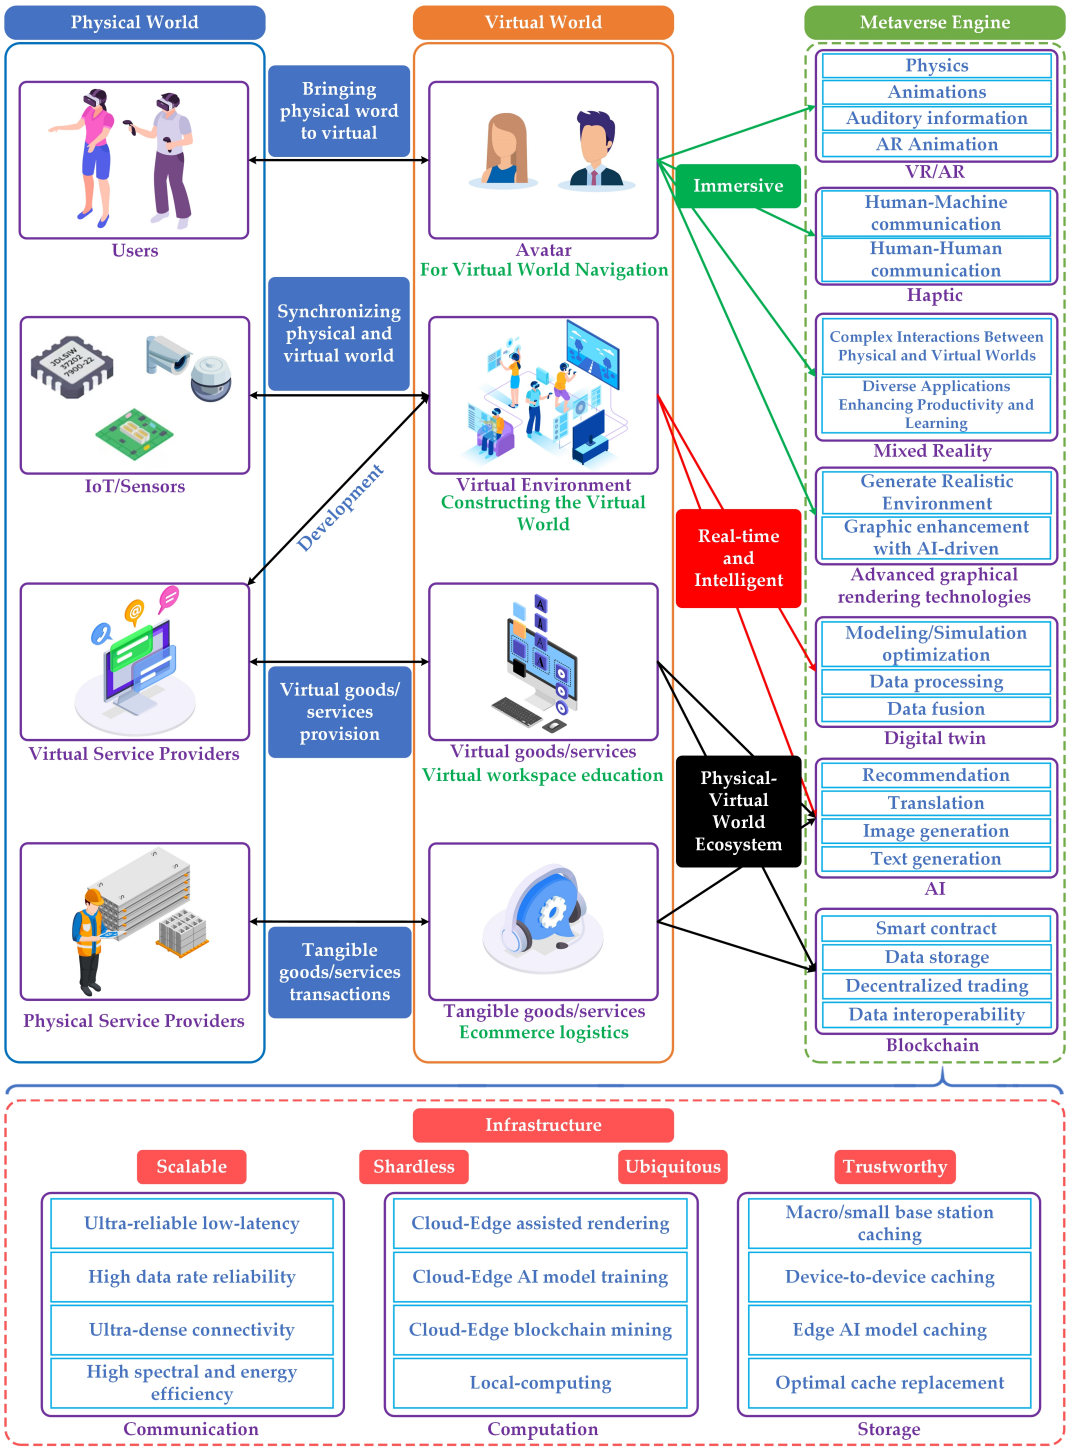 Physical World
Virtual World
Metaverse Engine
Bringing
physical word
to virtual
Users
Avatar
For Virtual World Navigation
Immersive
Physics
Animations
Auditory information
AR Animation
VR/AR
Human-Machine
communication
Human-Human
communication
Haptic
Synchronizing
physical and
virtual world
JDLSIW
37202
7900-22
IoT/Sensors
Virtual Environment
Constructing the Virtual
World
Development
Complex Interactions Between
Physical and Virtual Worlds
Diverse Applications
Enhancing Productivity and
Learning
Mixed Reality
Generate Realistic
Environment
Graphic enhancement
with AI-driven
Advanced graphical
rendering technologies
Real-time
and
Intelligent
@
Virtual Service Providers
Virtual goods/
services
provision
A
A
A
A
Virtual goods/services
Virtual workspace education
Modeling/Simulation
optimization
Data processing
Data fusion
Digital twin
Physical-
Virtual
World
Ecosystem
Recommendation
Translation
Image generation
Text generation
AI
Physical Service Providers
Tangible
goods/services
transactions
Tangible goods/services
Ecommerce logistics
Smart contract
Data storage
Decentralized trading
Data interoperability
Blockchain
Infrastructure
Scalable
Shardless
Ubiquitous
Trustworthy
Ultra-reliable low-latency
High data rate reliability
Ultra-dense connectivity
High spectral and energy
efficiency
Communication
Cloud-Edge assisted rendering
Cloud-Edge AI model training
Cloud-Edge blockchain mining
Local-computing
Computation
Macro/small base station
caching
Device-to-device caching
Edge AI model caching
Optimal cache replacement
Storage